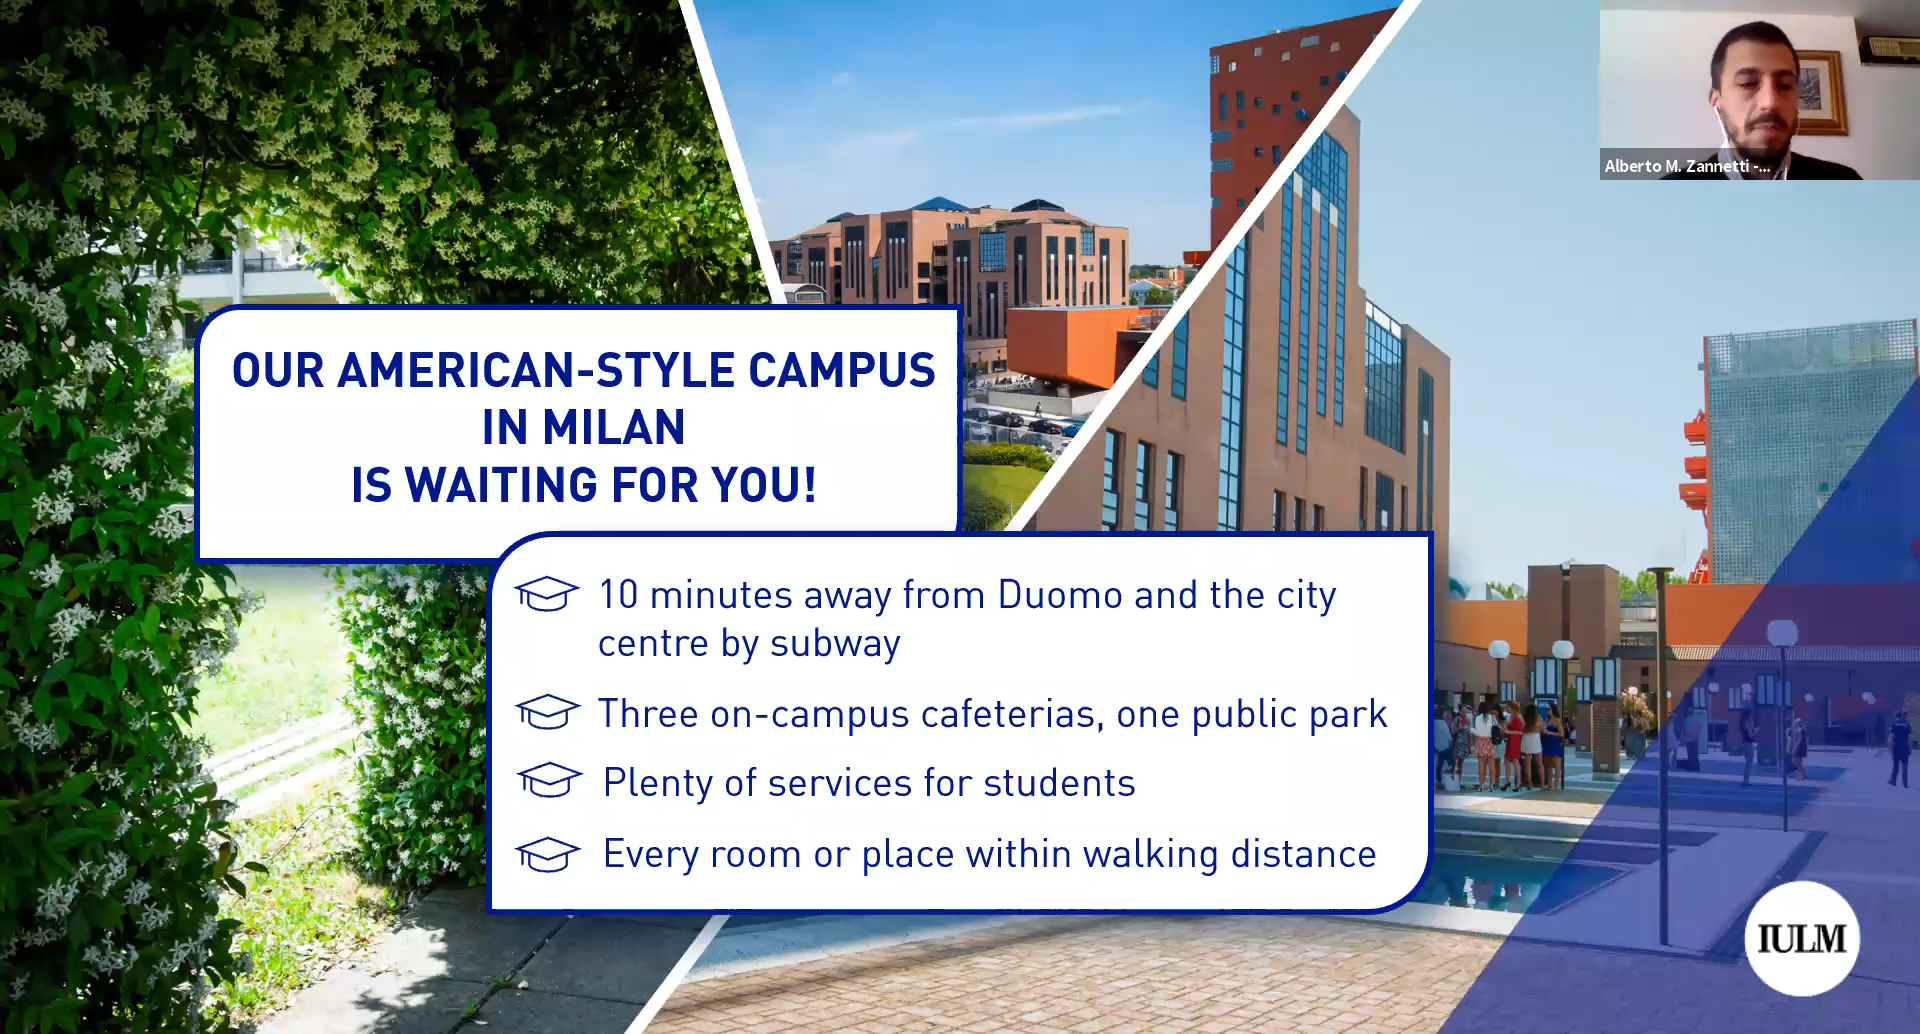 Alberto M. Zannetti -...
OUR AMERICAN-STYLE CAMPUS
IN MILAN
IS WAITING FOR YOU!
10 minutes away from Duomo and the city
centre by subway
Three on-campus cafeterias, one public park
Plenty of services for students
Every room or place within walking distance
IULM